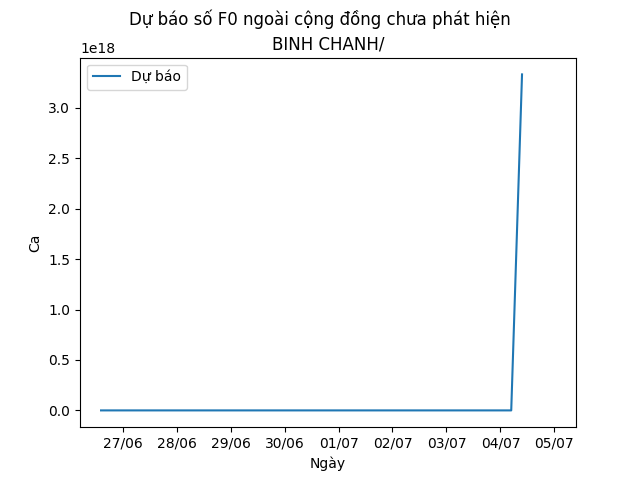 Dự báo số F0 ngoài cộng đồng chưa phát hiện
BINH CHANH/
1e18
Dự báo
3.0
2.5
2.0
1.5
1.0
0.5
0.0
Ca
27/06 28/06 29/06 30/06 01/07 02/07 03/07 04/07 05/07
Ngày